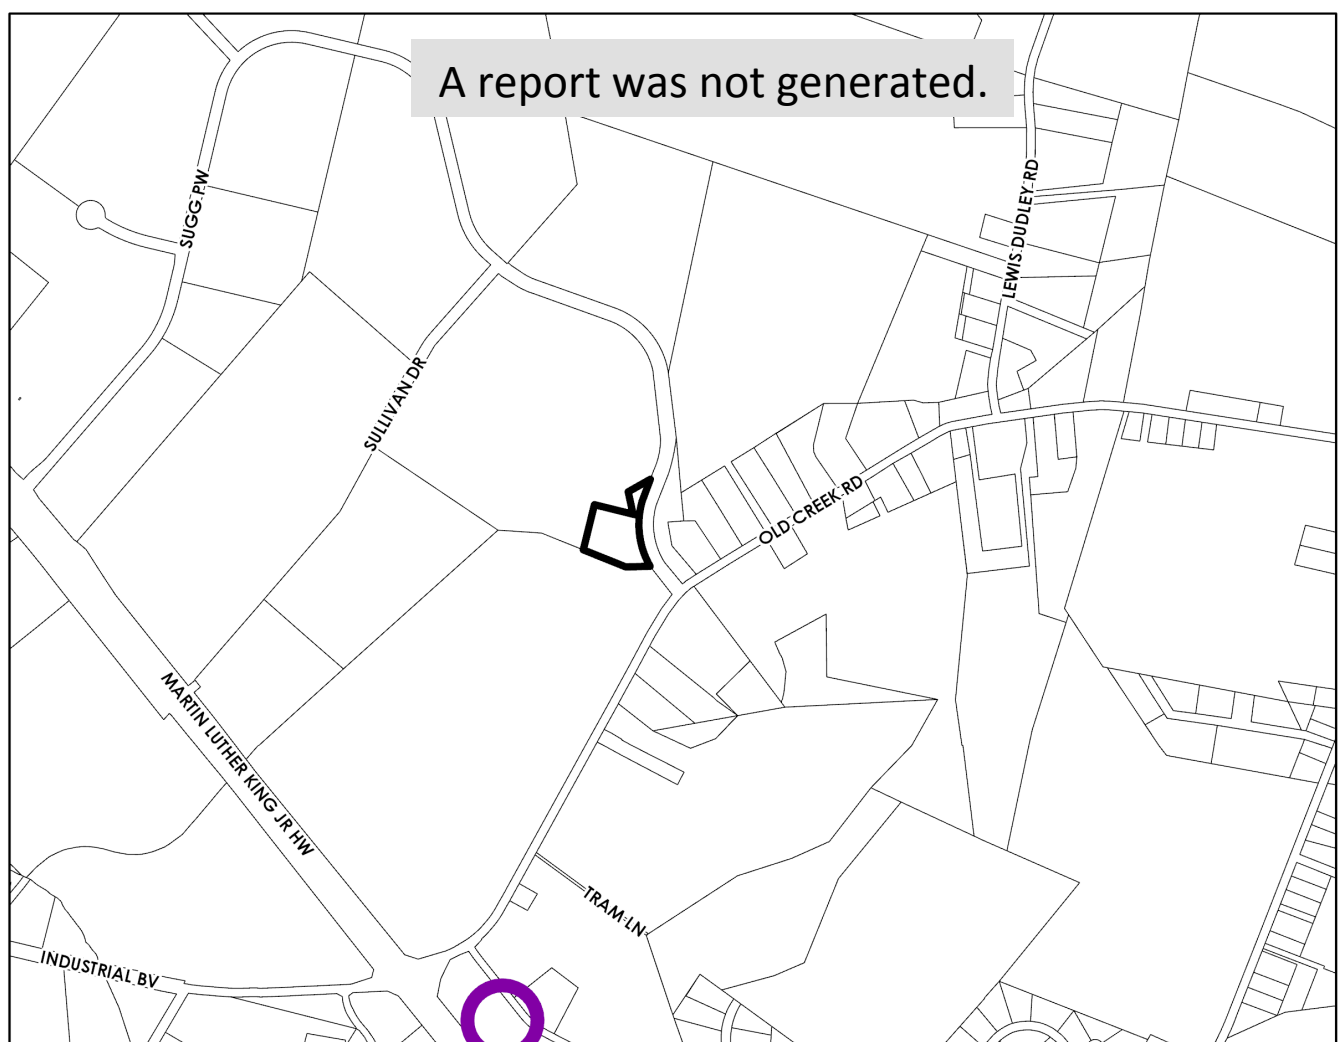 A report was not generated.
SUGG PW
LEWIS DUDLEY RD
SULLIVAN DR
OLD CREEK RD
MARTIN LUTHER KING JR HW
TRAM LN
INDUSTRIAL BV